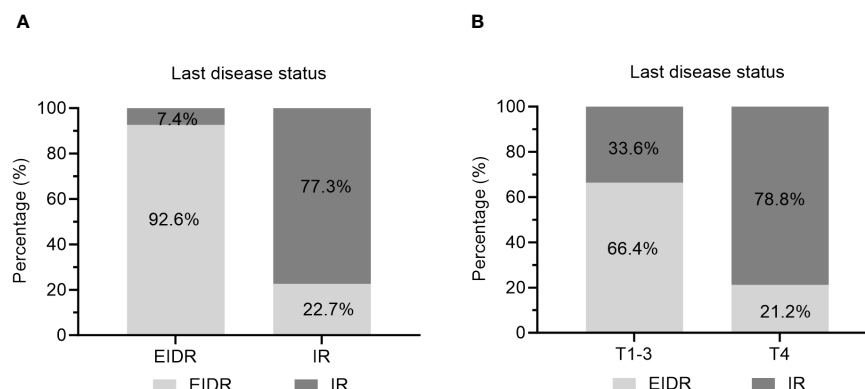 A
Last disease status
Percentage (%)
100
80
60
40
20
0
7.4%
92.6%
77.3%
22.7%
EIDR IR
EIDR IR
B
Last disease status
Percentage (%)
100
80
60
40
20
0
33.6%
66.4%
78.8%
21.2%
T1-3 T4
EIDR IR